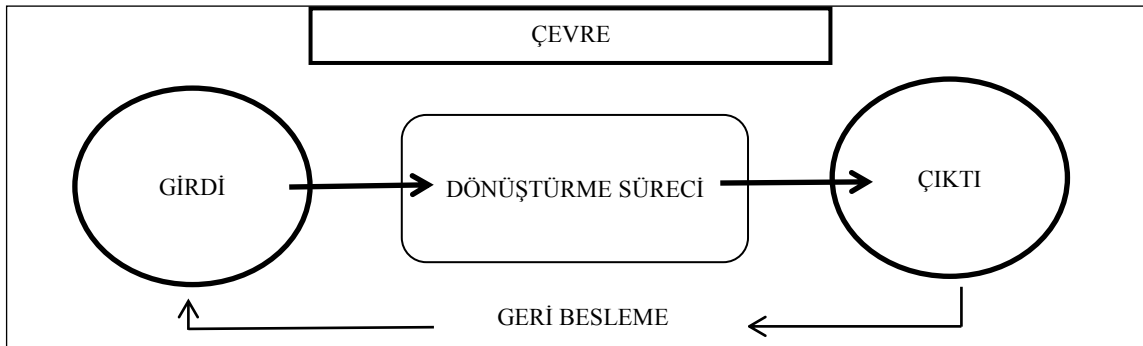 ÇEVRE
GİRDİ
DÖNÜŞTÜRME SÜRECİ
ÇIKTI
GERİ BESLEME